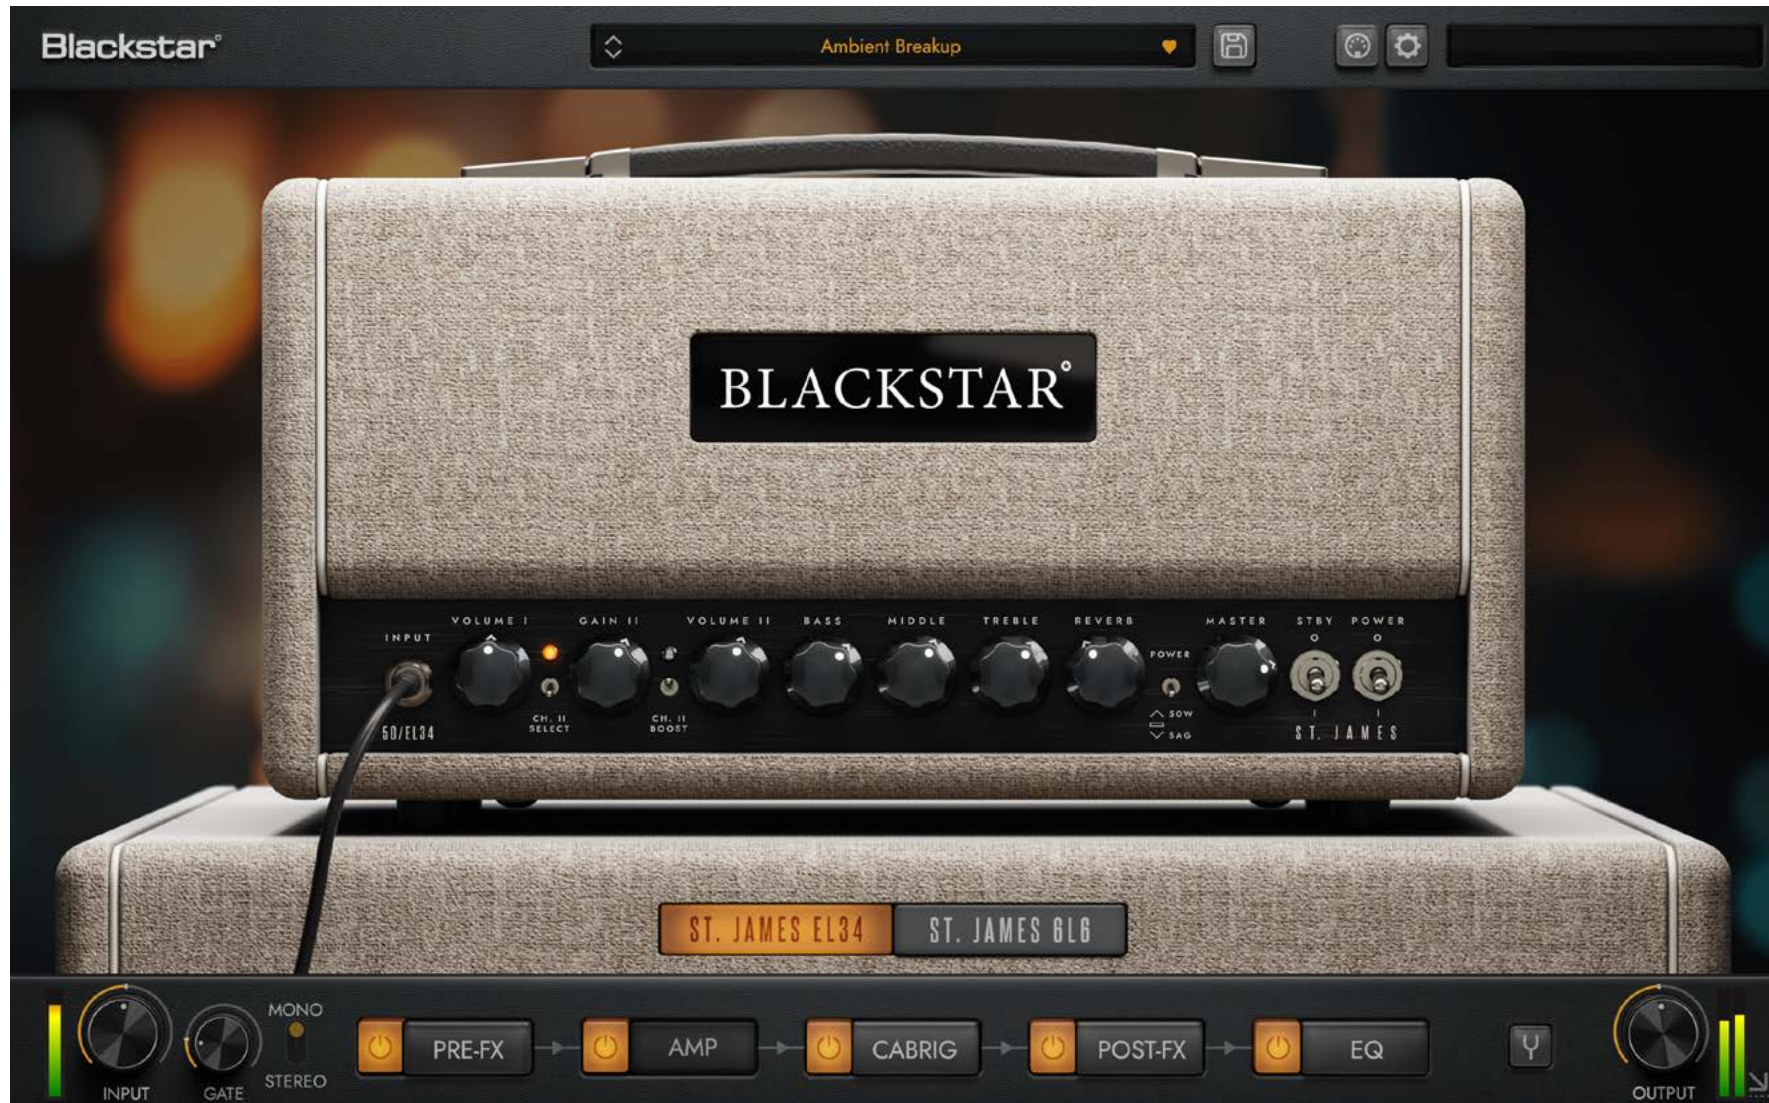 Blackstar
Ambient Breakup
BLACKSTAR
INPUT
VOLUME I
GAIN II
VOLUME II
BASS
MIDDLE
TREBLE
REVERB
POWER
MASTER
STBY
POWER
O
O
CH. II
SELECT
CH. II
BOOST
50W
SAG
I
I
50/EL34
ST. JAMES
ST. JAMES EL34
ST. JAMES 6L6
MONO
STEREO
INPUT
GATE
PRE-FX
AMP
CABRIG
POST-FX
EQ
OUTPUT